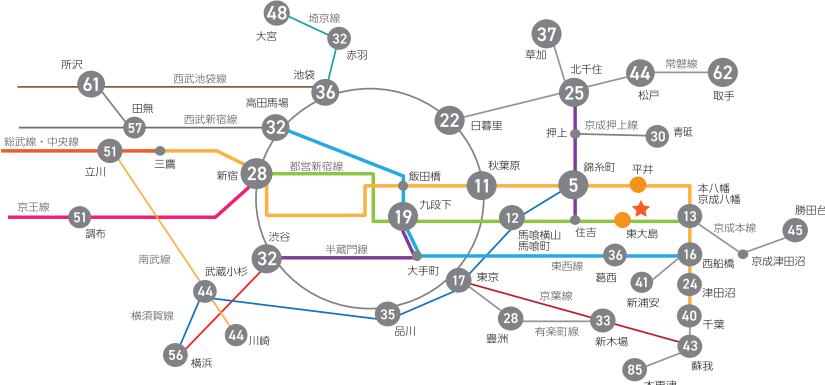 48
大宮
埼京線
32
赤羽
37
草加
所沢
61
西武池袋線
池袋
36
北千住
25
44
松戸
常磐線
62
取手
田無
57
西武新宿線
高田馬場
32
22
日暮里
押上
京成押上線
30
青砥
総武線・中央線
51
立川
三鷹
新宿
28
都営新宿線
飯田橋
秋葉原
11
錦糸町
5
平井
本八幡
京成八幡
京王線
51
調布
九段下
19
12
馬喰横山
馬喰町
住吉
東大島
13
京成本線
勝田台
45
渋谷
32
半蔵門線
大手町
東西線
36
葛西
16
西船橋
京成津田沼
南武線
武蔵小杉
44
東京
17
41
新浦安
24
津田沼
横須賀線
35
品川
京葉線
28
豊洲
有楽町線
33
新木場
40
千葉
44
川崎
56
横浜
43
蘇我
85
木更津